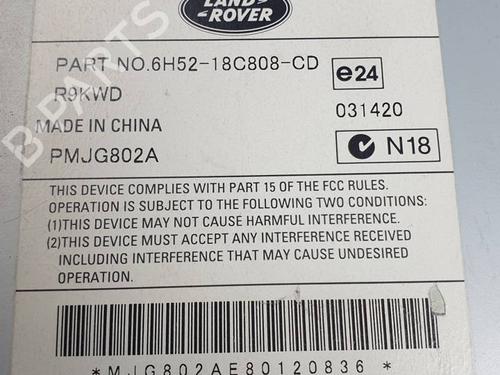 LAND-
ROVER
PART NO.6H52-18C808-CD
e24
R9KWD
031420
MADE IN CHINA
PMJG802A
N18
THIS DEVICE COMPLIES WITH PART 15 OF THE FCC RULES.
OPERATION IS SUBJECT TO THE FOLLOWING TWO CONDITIONS:
(1)THIS DEVICE MAY NOT CAUSE HARMFUL INTERFERENCE.
(2)THIS DEVICE MUST ACCEPT ANY INTERFERENCE RECEIVED
INCLUDING INTERFERENCE THAT MAY CAUSE UNDESIRED
OPERATION.
*MJG802AE80120836*
B PARTS